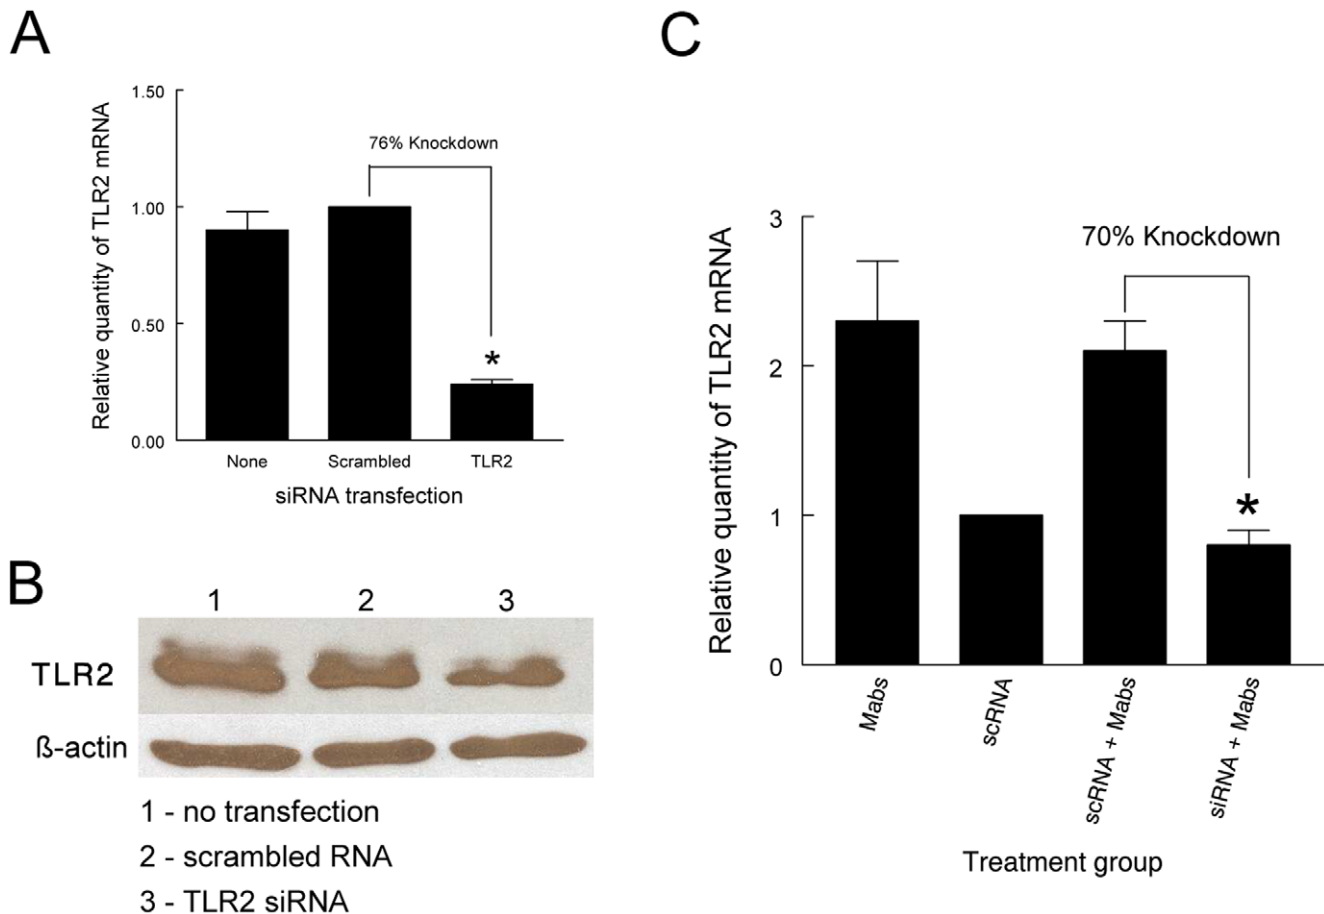 A
Relative quantity of TLR2 mRNA
1.50
1.00
0.50
0.00
76% Knockdown
*
None Scrambled TLR2
siRNA transfection
B
1 2 3
TLR2
ß-actin
1 - no transfection
2 - scrambled RNA
3 - TLR2 siRNA
C
Relative quantity of TLR2 mRNA
3
2
1
0
70% Knockdown
*
Mabs
scRNA
scRNA + Mabs
siRNA + Mabs
Treatment group